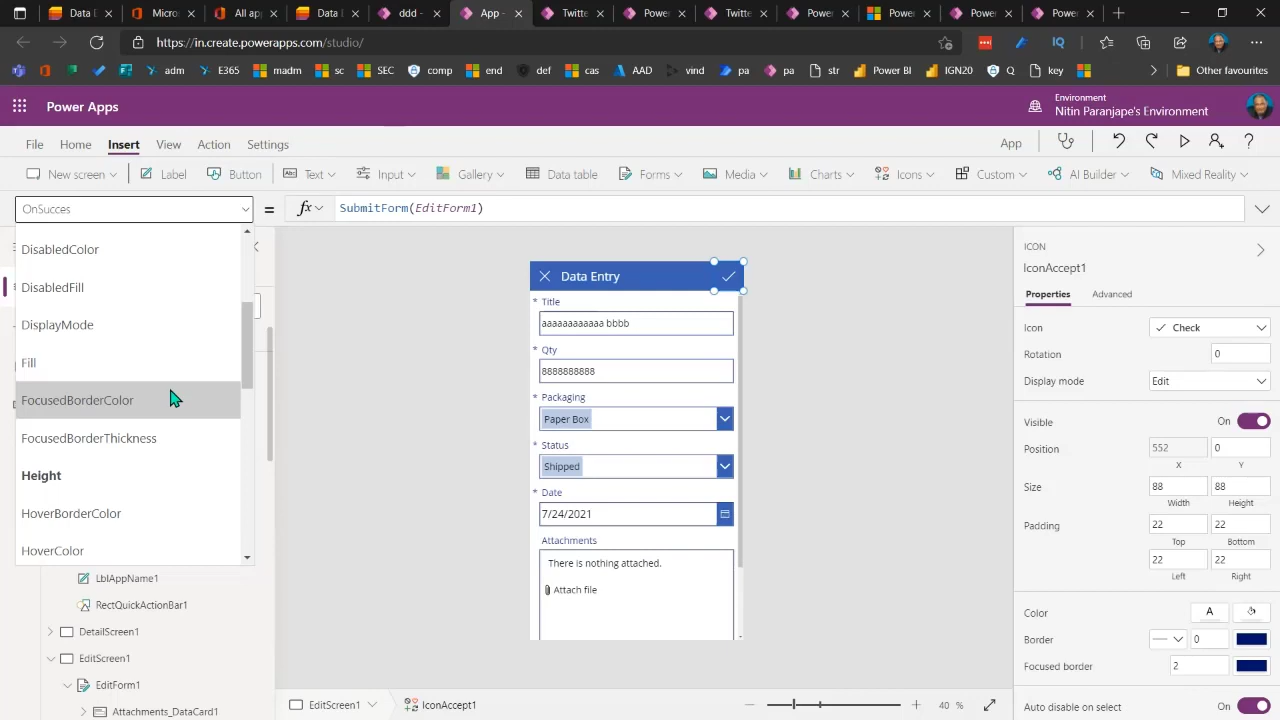 Data
Micros
All app
Data L
ddd -
App -
Twitte
Power
Twitte
Power
Power
Power
Power
https://in.create.powerapps.com/studio/
adm
E365
madm
sc
SEC
comp
end
def
cas
AAD
vind
pa
pa
str
Power BI
IGN20
Q
key
Other favourites
Power Apps
Environment
Nitin Paranjape's Environment
File
Home
Insert
View
Action
Settings
App
New screen
Label
Button
Text
Input
Gallery
Data table
Forms
Media
Charts
Icons
Custom
AI Builder
Mixed Reality
OnSucces
=
fx
SubmitForm(EditForm1)
DisabledColor
DisabledFill
DisplayMode
Fill
FocusedBorderColor
FocusedBorderThickness
Height
HoverBorderColor
HoverColor
LblAppName1
RectQuickActionBar1
DetailScreen1
EditScreen1
EditForm1
Attachments_DataCard1
Data Entry
* Title
aaaaaaaaaaaa bbbb
* Qty
8888888888
* Packaging
Paper Box
* Status
Shipped
* Date
7/24/2021
Attachments
There is nothing attached.
Attach file
EditScreen1
IconAccept1
40 %
ICON
IconAccept1
Properties
Advanced
Icon
Check
Rotation
0
Display mode
Edit
Visible
On
Position
552
0
X
Y
Size
88
88
Width
Height
Padding
22
22
Top
Bottom
22
22
Left
Right
Color
A
Border
0
Focused border
2
Auto disable on select
On